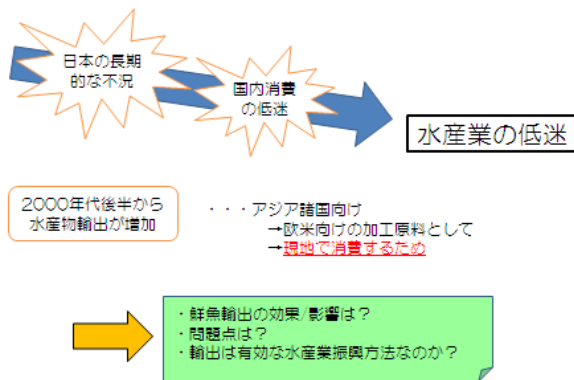 日本の長期
的な不況
国内消費
の低迷
水産業の低迷
2000年代後半から
水産物輸出が増加
・・・アジア諸国向け
→欧米向けの加工原料として
→現地で消費するため
・鮮魚輸出の効果/影響は?
・問題点は?
・輸出は有効な水産業振興方法なのか?